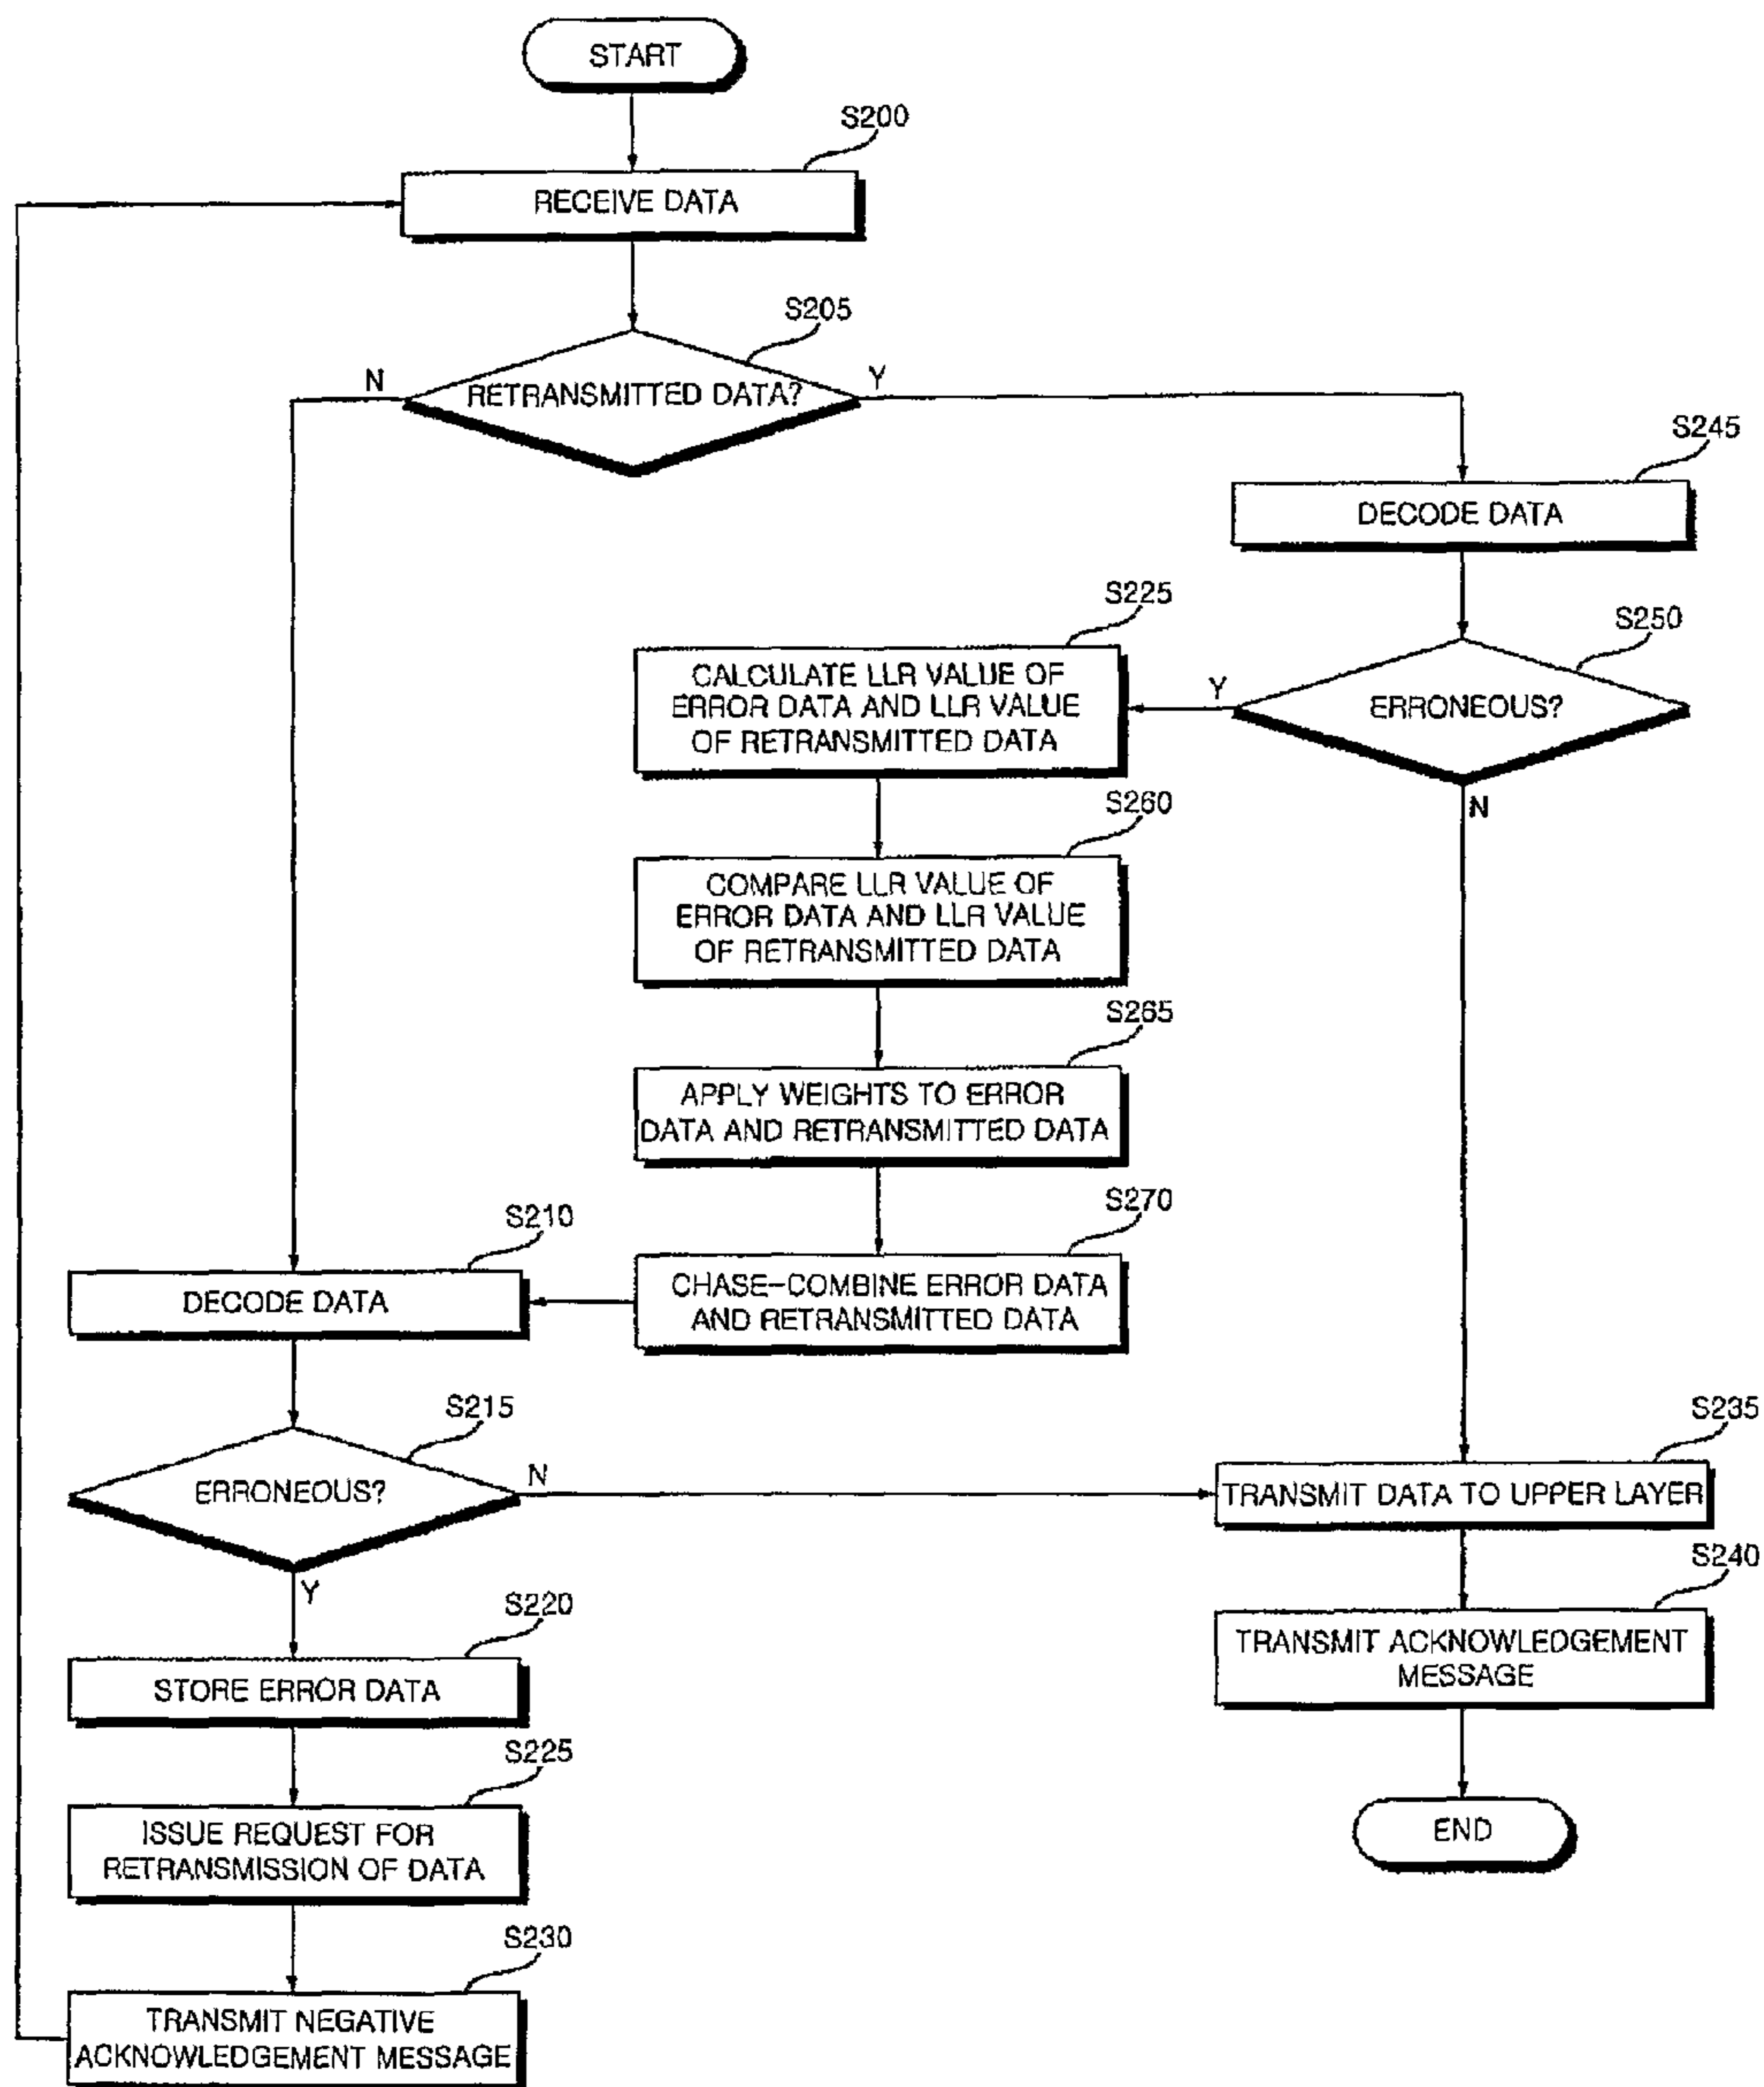 START
S200
RECEIVE DATA
S205
N
RETRANSMITTED DATA?
Y
S245
DECODE DATA
S225
S250
CALCULATE LLR VALUE OF
ERROR DATA AND LLR VALUE
OF RETRANSMITTED DATA
Y
ERRONEOUS?
N
S260
COMPARE LLR VALUE OF
ERROR DATA AND LLR VALUE
OF RETRANSMITTED DATA
S265
APPLY WEIGHTS TO ERROR
DATA AND RETRANSMITTED DATA
S270
CHASE-COMBINE ERROR DATA
AND RETRANSMITTED DATA
S210
DECODE DATA
S215
ERRONEOUS?
N
Y
S235
TRANSMIT DATA TO UPPER LAYER
S240
TRANSMIT ACKNOWLEDGEMENT
MESSAGE
END
S220
STORE ERROR DATA
S225
ISSUE REQUEST FOR
RETRANSMISSION OF DATA
S230
TRANSMIT NEGATIVE
ACKNOWLEDGEMENT MESSAGE